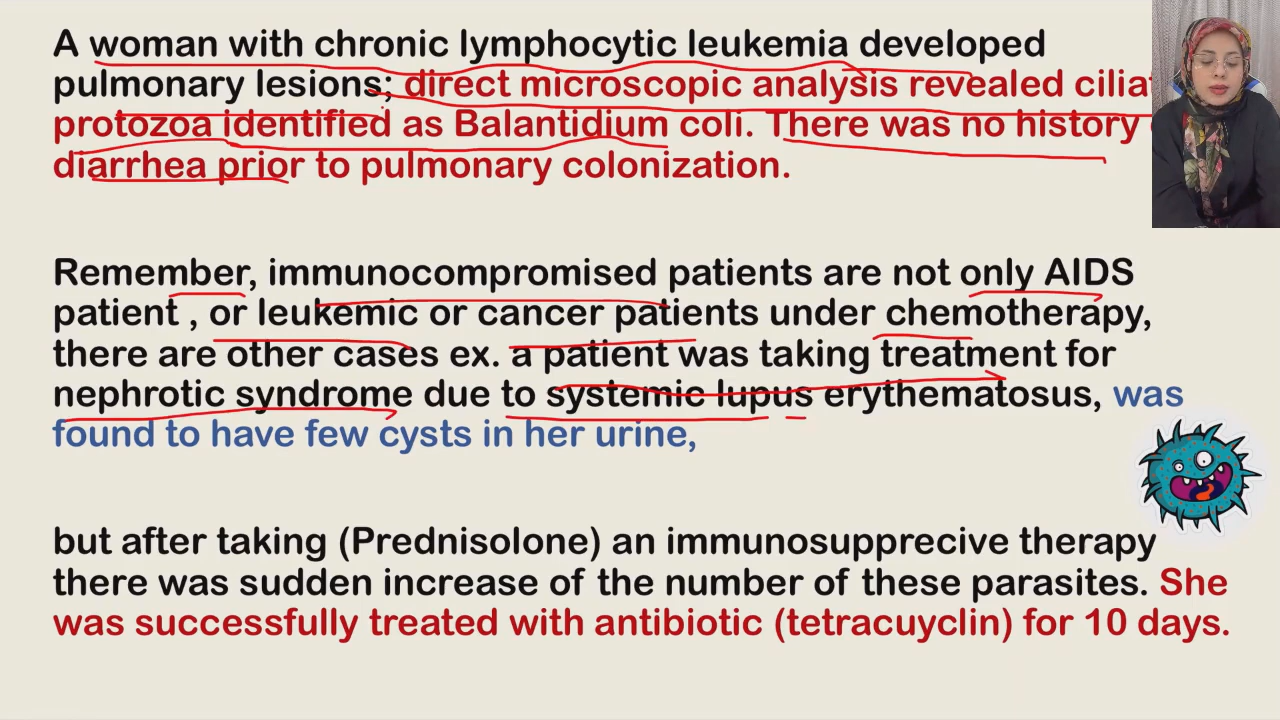 A woman with chronic lymphocytic leukemia developed
pulmonary lesions; direct microscopic analysis revealed
protozoa identified as Balantidium coli. There was no history
diarrhea prior to pulmonary colonization.
Remember, immunocompromised patients are not only AIDS
patient , or leukemic or cancer patients under chemotherapy,
there are other cases ex. a patient was taking treatment for
nephrotic syndrome due to systemic lupus erythematosus, was
found to have few cysts in her urine,
but after taking (Prednisolone) an immunosupprecive therapy
there was sudden increase of the number of these parasites. She
was successfully treated with antibiotic (tetracuyclin) for 10 days.